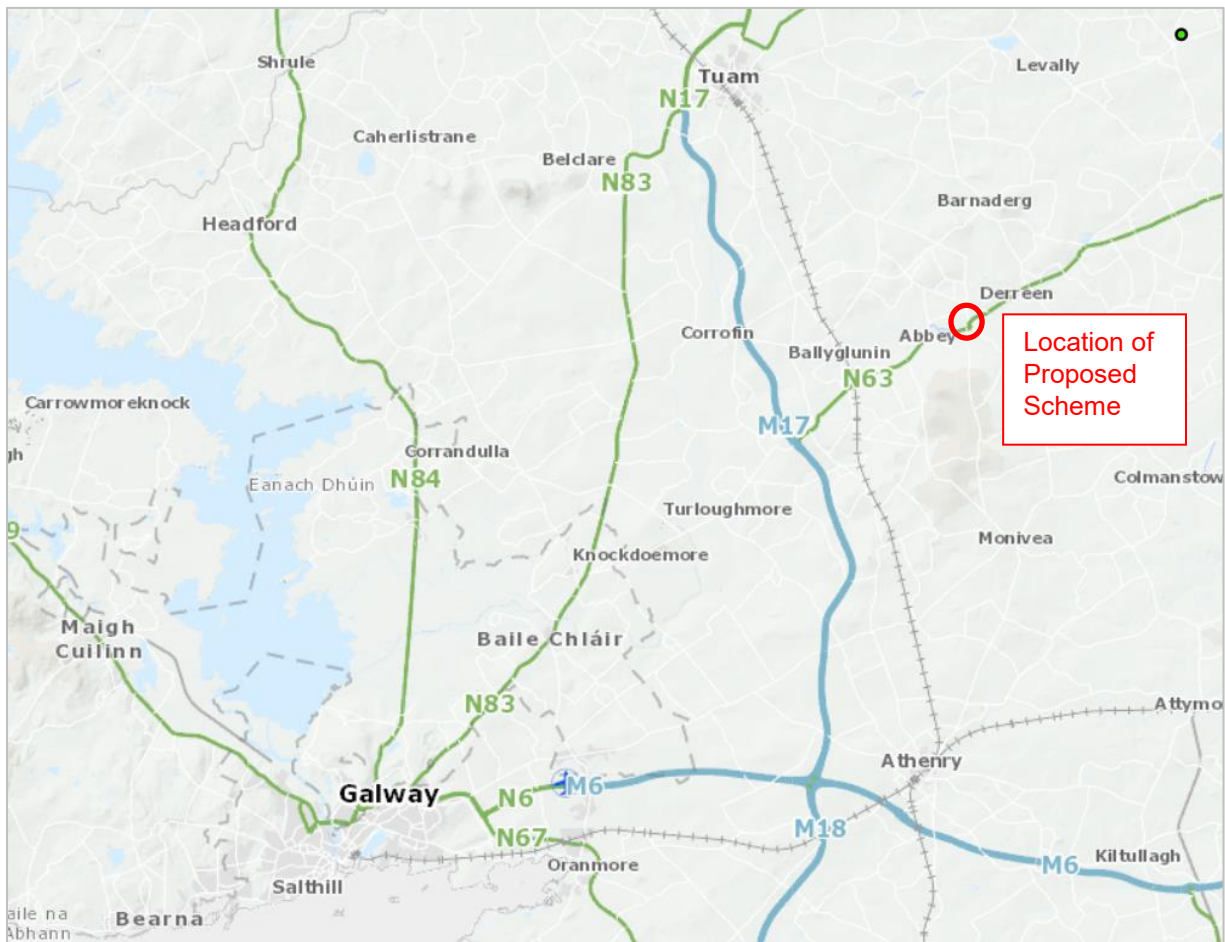 Shrule
Tuam
Levally
N17
Caherlistrane
Belclare
N83
Barnaderg
Headford
Derreen
Corrofin
Abbey
Ballyglunin
Location of
Proposed
Scheme
N63
Carrowmoreknock
M17
gh
Corrandulla
N84
Eanach Dhúin
Colmanstow
Turloughmore
9
Knockdoemore
Monivea
Maigh
Cuilinn
Baile Chláir
N83
Attymo
Athenry
Galway
N6
M6
M18
N67
Oranmore
Kiltullagh
M6
Salthill
Bearna
aile na
Abhann